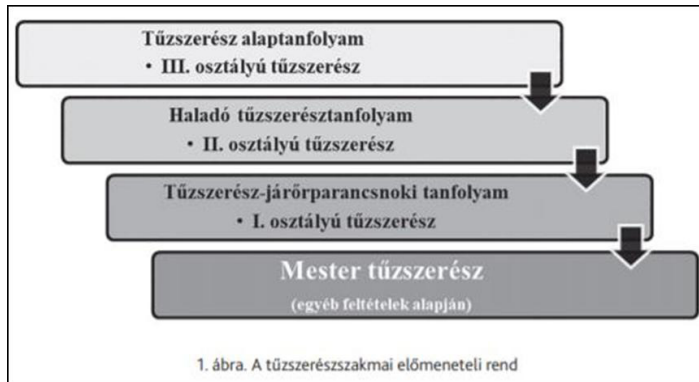 Tűzszerész alaptanfolyam
• III. osztályú tűzszerész
Haladó tűzszerésztanfolyam
• II. osztályú tűzszerész
Tűzszerész-járőrparancsnoki tanfolyam
• I. osztályú tűzszerész
Mester tűzszerész
(egyéb feltételek alapján)
1. ábra. A tűzszerészszakmai előmeneteli rend